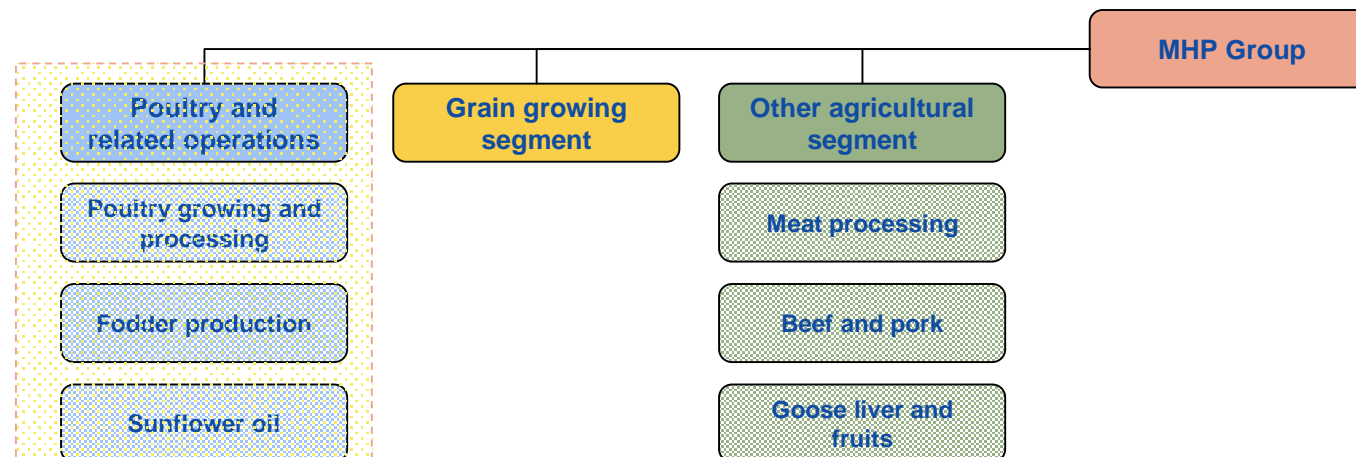 MHP Group
Poultry and
related operations
Grain growing
segment
Other agricultural
segment
Poultry growing and
processing
Meat processing
Fodder production
Beef and pork
Sunflower oil
Goose liver and
fruits